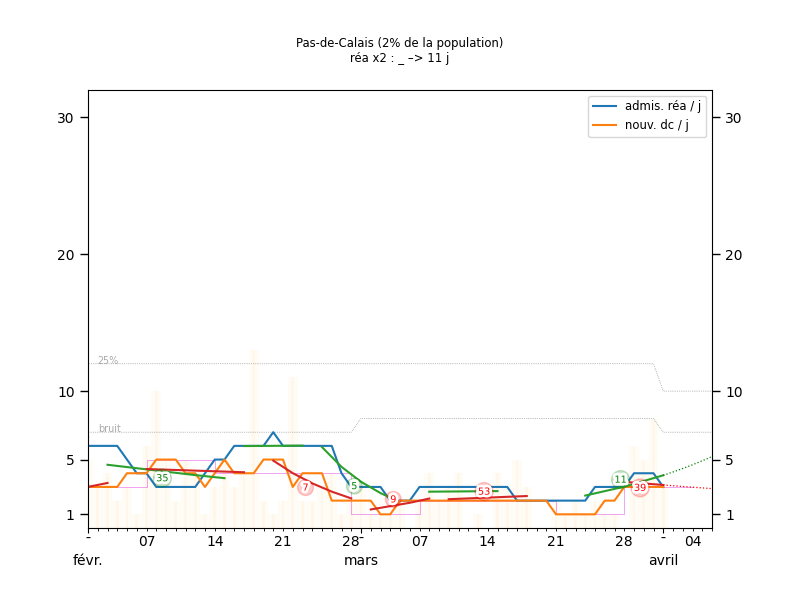 Pas-de-Calais (2% de la population)
réa x2 : _ –> 11 j
admis. réa / j
nouv. dc / j
30 30
20 20
25%
10 10
bruit
5 5
35 7 5 9 53 11 39
1 1
- 07 14 21 28 - 07 14 21 28 - 04
févr. mars avril